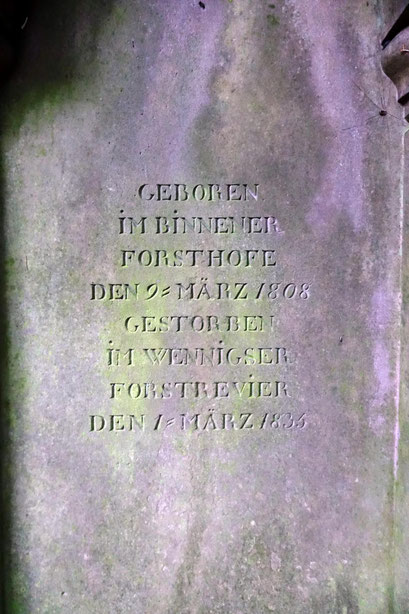 GEBOREN
iM BiNNENER
FORSTHOFE
DEN 9= MÄRZ 1808
GESTORBEN
iM WENNiGSER
FORSTREViER
DEN 1= MÄRZ 1835